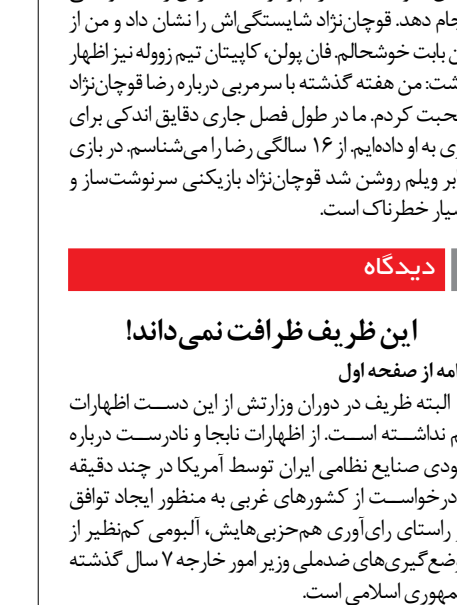 جام دهد. قوچان‌نژاد شایستگی‌اش را نشان داد و من از
ن بابت خوشحالم. فان پولن، کاپیتان تیم زووله نیز اظهار
شت: من هفته گذشته با سرمربی درباره رضا قوچان‌نژاد
حبت کردم. ما در طول فصل جاری دقایق اندکی برای
ی به او داده‌ایم. از ۱۶ سالگی رضا را می‌شناسم. در بازی
بر ویلم روشن شد قوچان‌نژاد بازیکنی سرنوشت‌ساز و
سیار خطرناک است.
دیدگاه
این ظریف ظرافت نمی‌داند!
امه از صفحه اول
البته ظریف در دوران وزارتش از این دست اظهارات
م نداشته است. از اظهارات نابجا و نادرست درباره
ودی صنایع نظامی ایران توسط آمریکا در چند دقیقه
درخواست از کشورهای غربی به منظور ایجاد توافق
راستای رای‌آوری هم‌حزبی‌هایش، آلبومی کم‌نظیر از
وضع‌گیری‌های ضدملی وزیر امور خارجه ۷ سال گذشته
مهوری اسلامی است.